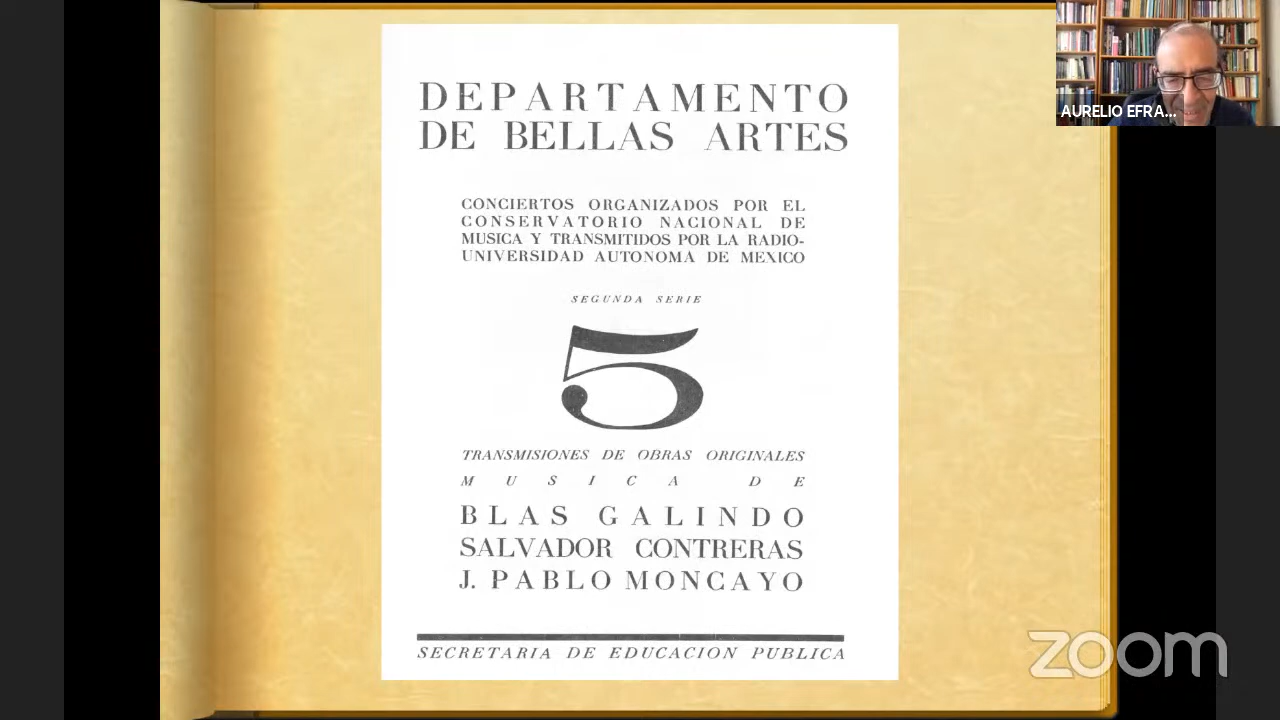 DEPARTAMENTO
DE BELLAS ARTES
CONCIERTOS ORGANIZADOS POR EL
CONSERVATORIO NACIONAL DE
MUSICA Y TRANSMITIDOS POR LA RADIO-
UNIVERSIDAD AUTONOMA DE MEXICO
SEGUNDA SERIE
5
TRANSMISIONES DE OBRAS ORIGINALES
MUSICA DE
BLAS GALINDO
SALVADOR CONTRERAS
J. PABLO MONCAYO
SECRETARIA DE EDUCACION PUBLICA
AURELIO EFRA...
zoom